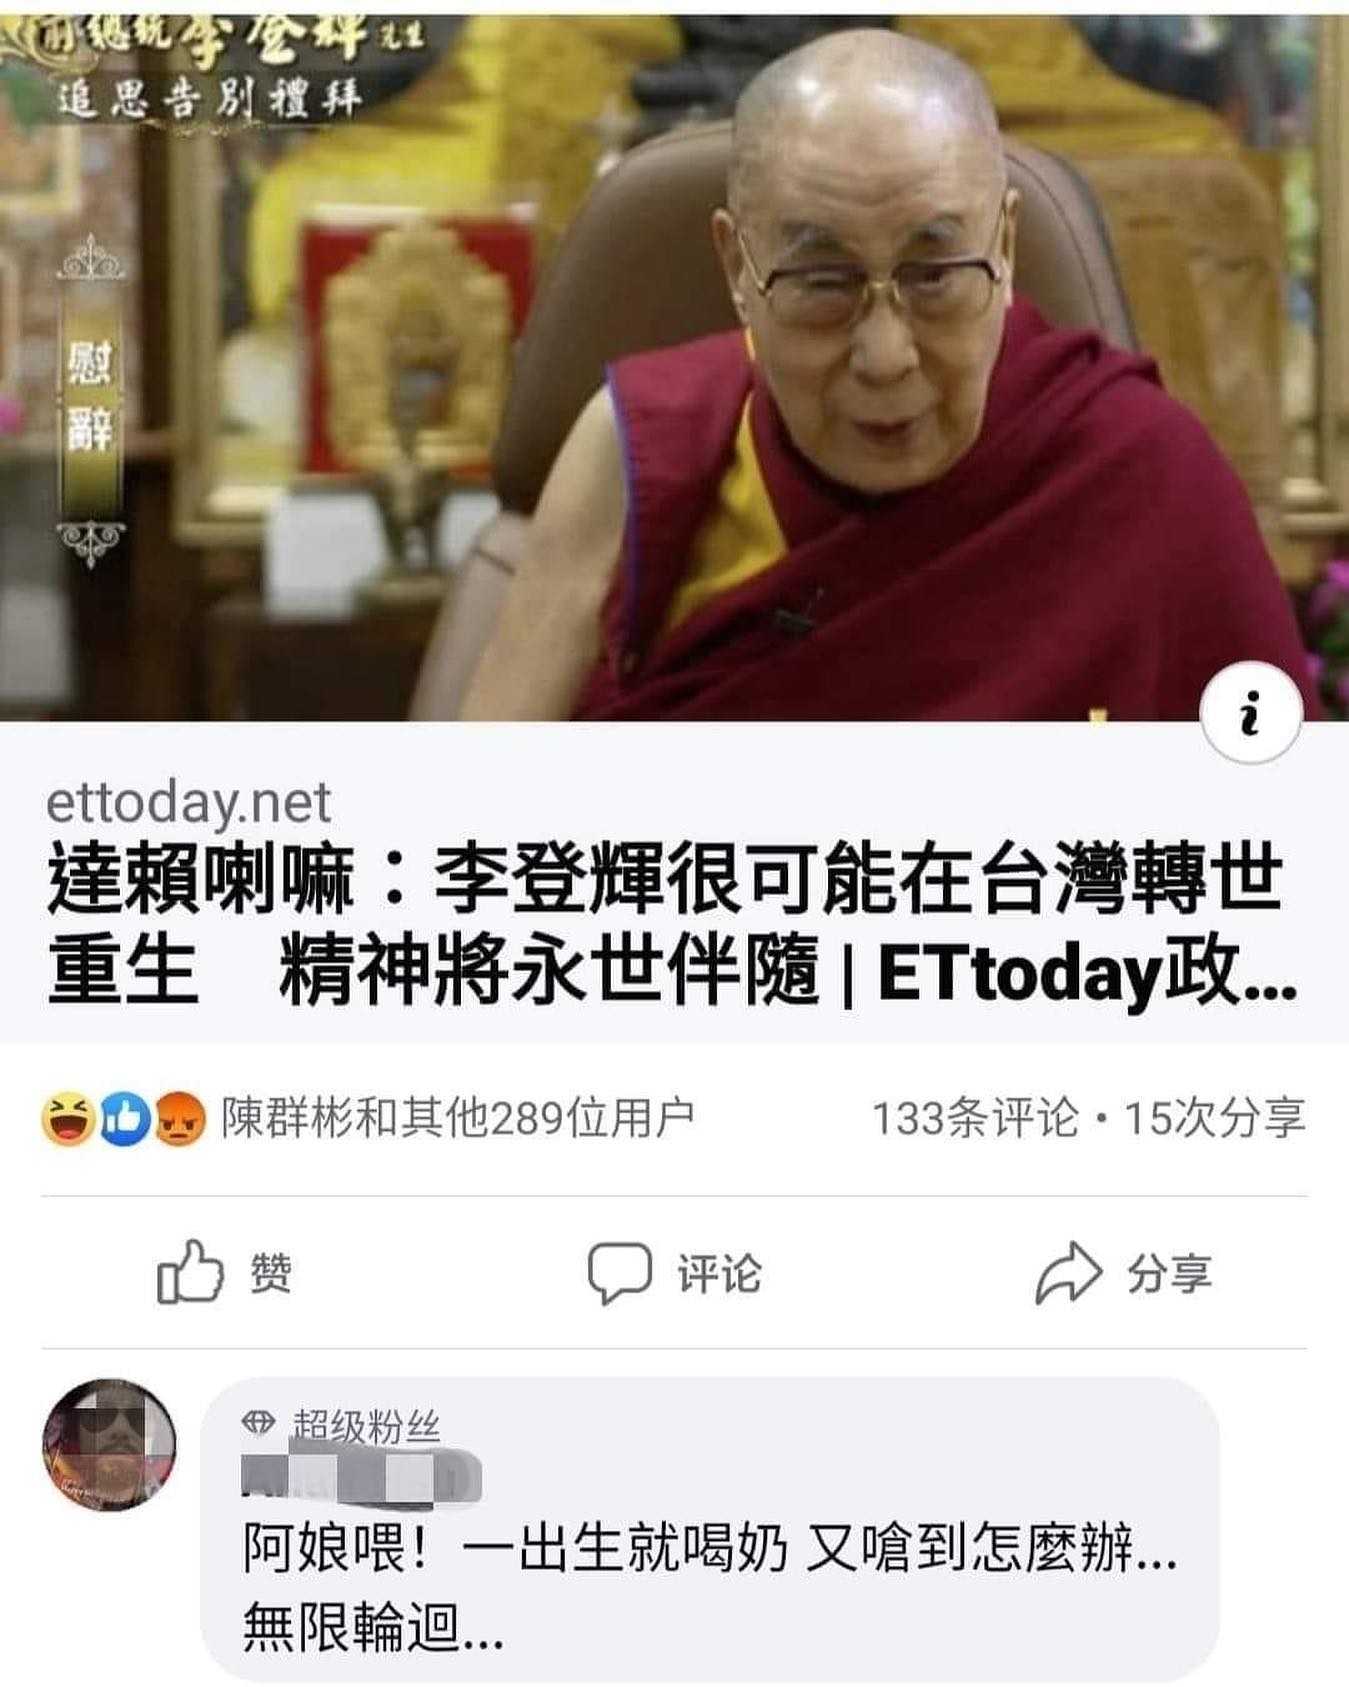 前總統李登輝先生
追思告別禮拜
慰辭
ettoday.net
達賴喇嘛：李登輝很可能在台灣轉世
重生　精神將永世伴隨 | ETtoday政...
陳群彬和其他289位用户
133条评论 • 15次分享
赞
评论
分享
超级粉丝
阿娘喂！一出生就喝奶 又嗆到怎麼辦...
無限輪迴...